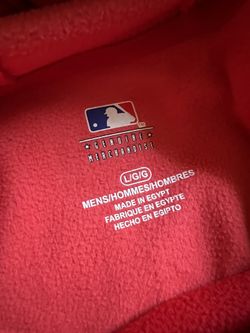 GENUINE
MERCHANDISE
L/G/G
MENS/HOMMES/HOMBRES
MADE IN EGYPT
FABRIQUE EN EGYPTE
HECHO EN EGIPTO